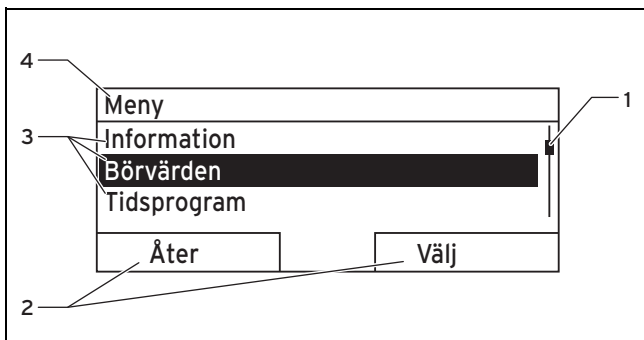 4
Meny
1
3
Information
Börvärden
Tidsprogram
Åter
Välj
2